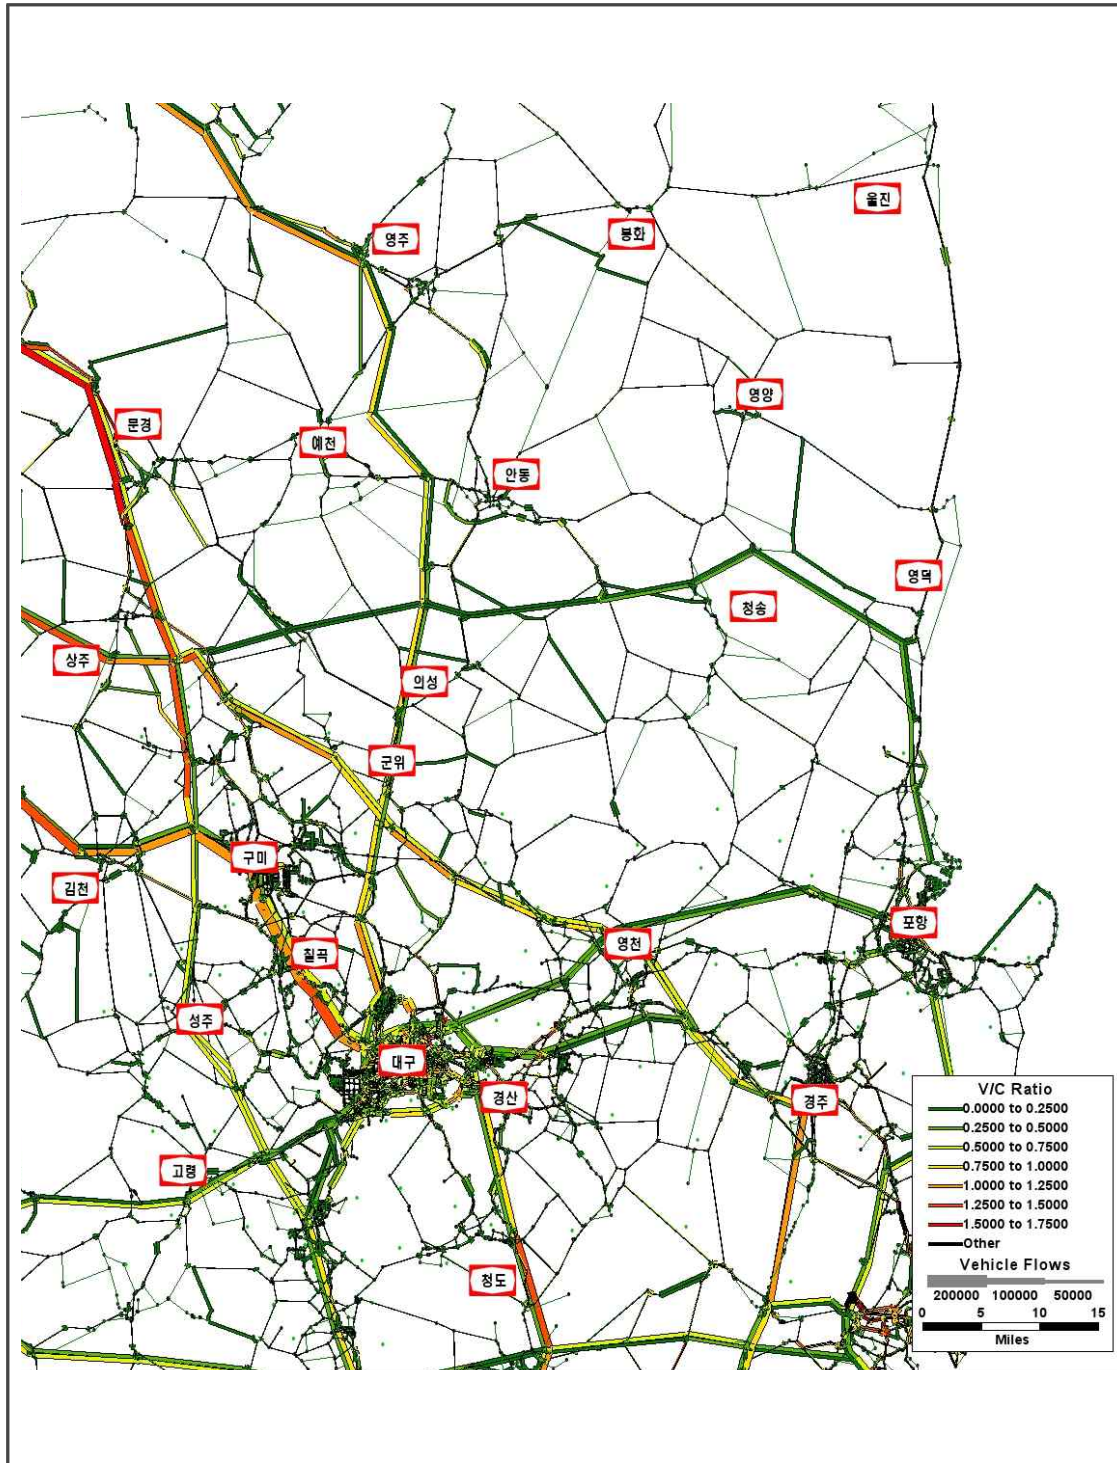 울진
봉화
영주
영양
문경
예천
안동
영덕
청송
상주
의성
군위
구미
김천
포항
영천
칠곡
성주
대구
경산
경주
고령
청도
V/C Ratio
0.0000 to 0.2500
0.2500 to 0.5000
0.5000 to 0.7500
0.7500 to 1.0000
1.0000 to 1.2500
1.2500 to 1.5000
1.5000 to 1.7500
Other
Vehicle Flows
200000 100000 50000
0 5 10 15
Miles